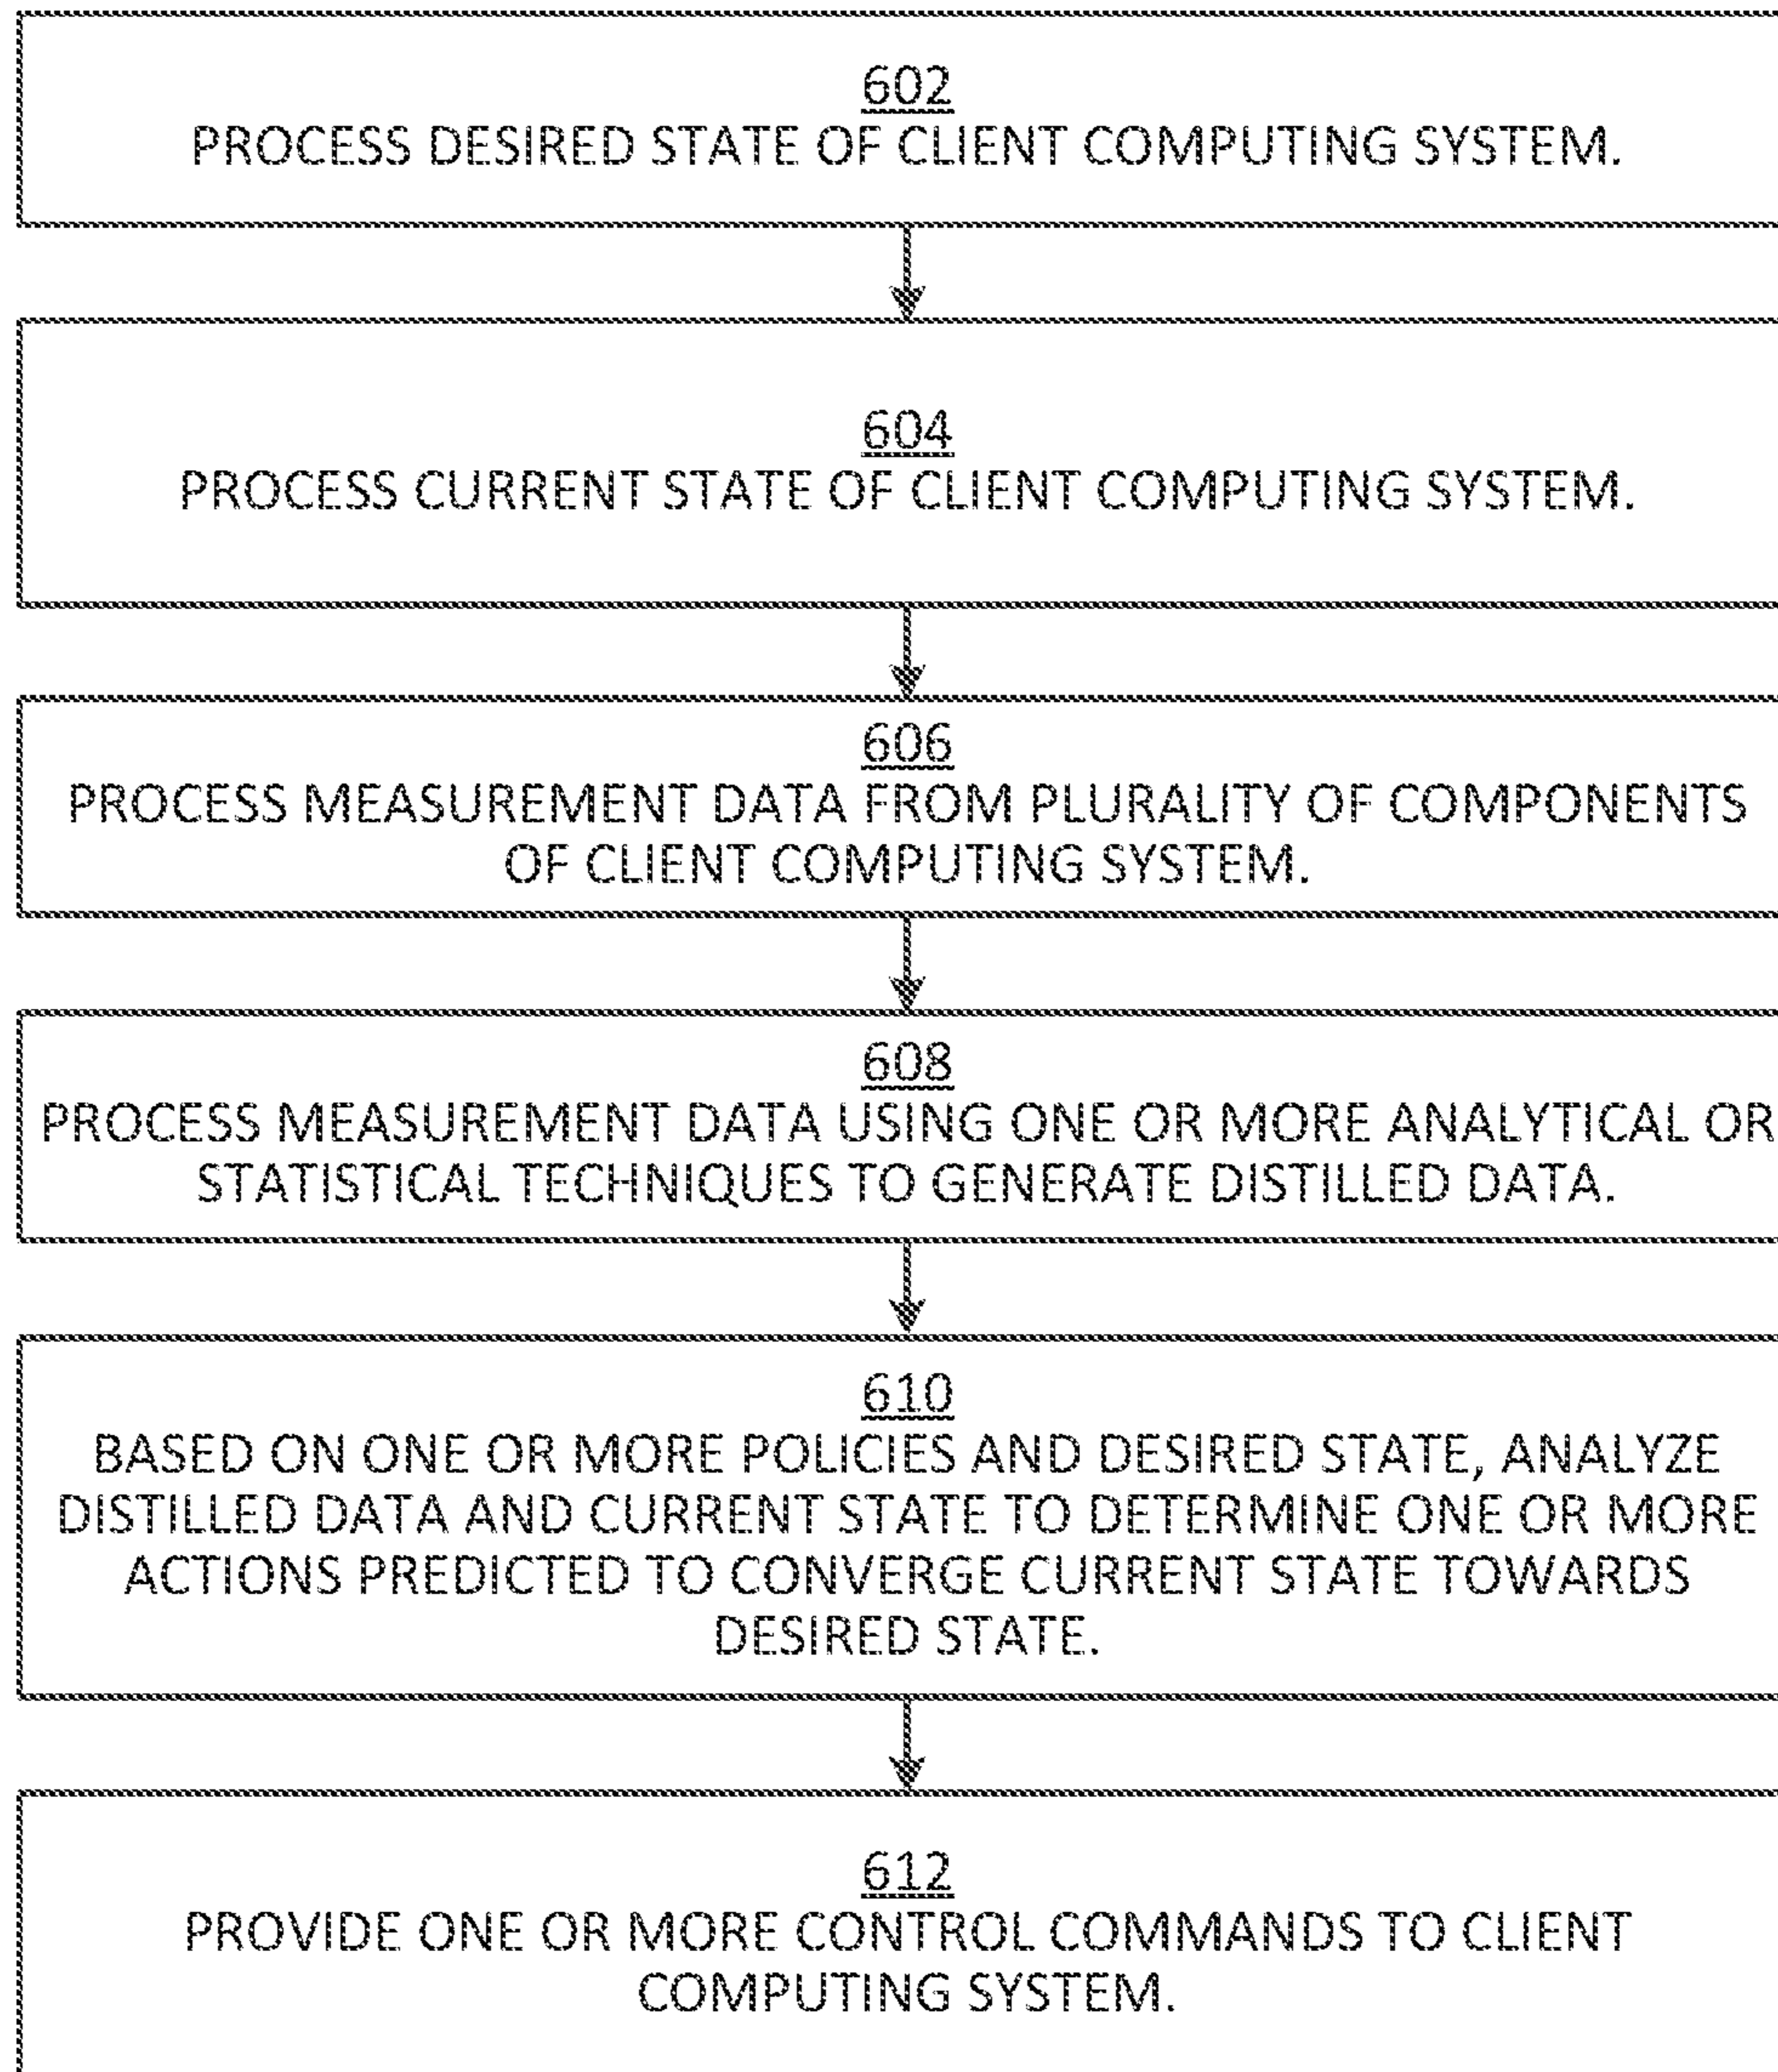 602
PROCESS DESIRED STATE OF CLIENT COMPUTING SYSTEM.
604
PROCESS CURRENT STATE OF CLIENT COMPUTING SYSTEM.
606
PROCESS MEASUREMENT DATA FROM PLURALITY OF COMPONENTS
OF CLIENT COMPUTING SYSTEM.
608
PROCESS MEASUREMENT DATA USING ONE OR MORE ANALYTICAL OR
STATISTICAL TECHNIQUES TO GENERATE DISTILLED DATA.
610
BASED ON ONE OR MORE POLICIES AND DESIRED STATE, ANALYZE
DISTILLED DATA AND CURRENT STATE TO DETERMINE ONE OR MORE
ACTIONS PREDICTED TO CONVERGE CURRENT STATE TOWARDS
DESIRED STATE.
612
PROVIDE ONE OR MORE CONTROL COMMANDS TO CLIENT
COMPUTING SYSTEM.